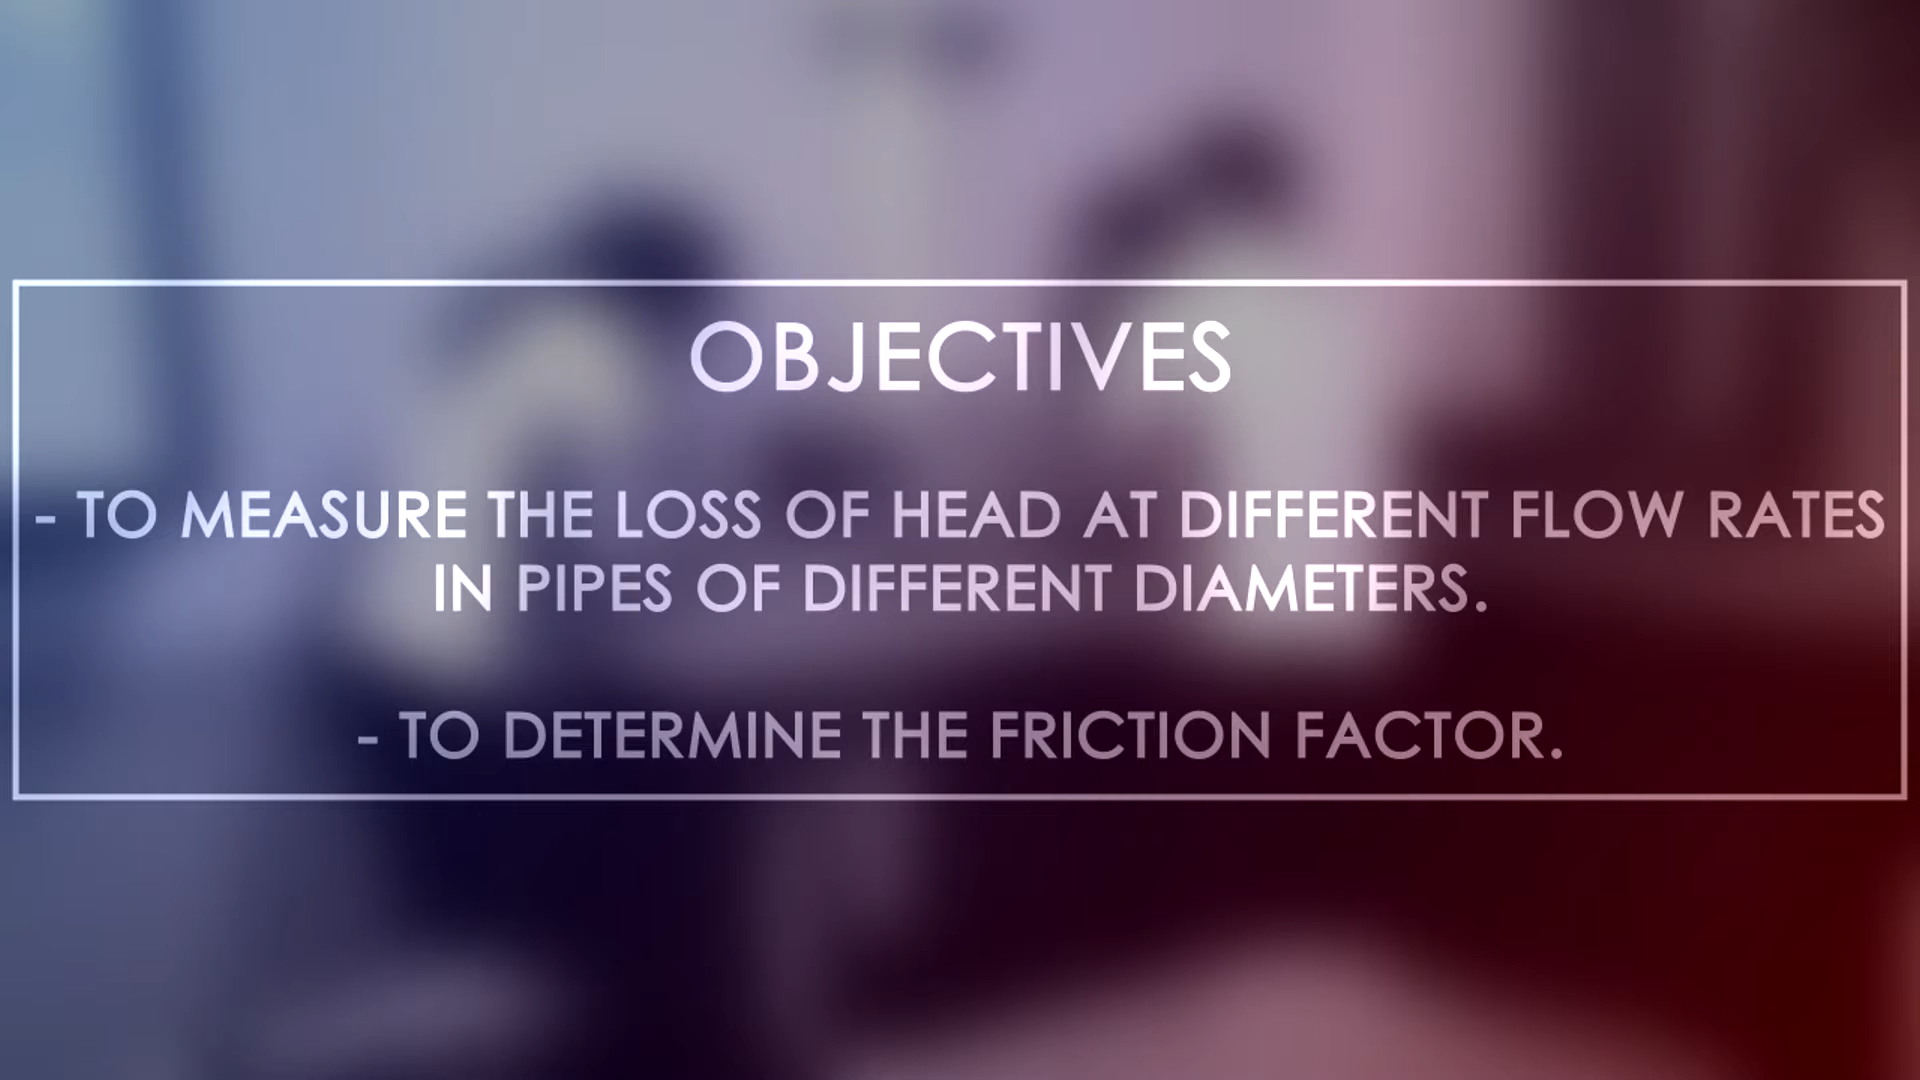 OBJECTIVES
- TO MEASURE THE LOSS OF HEAD AT DIFFERENT FLOW RATES
IN PIPES OF DIFFERENT DIAMETERS.
- TO DETERMINE THE FRICTION FACTOR.